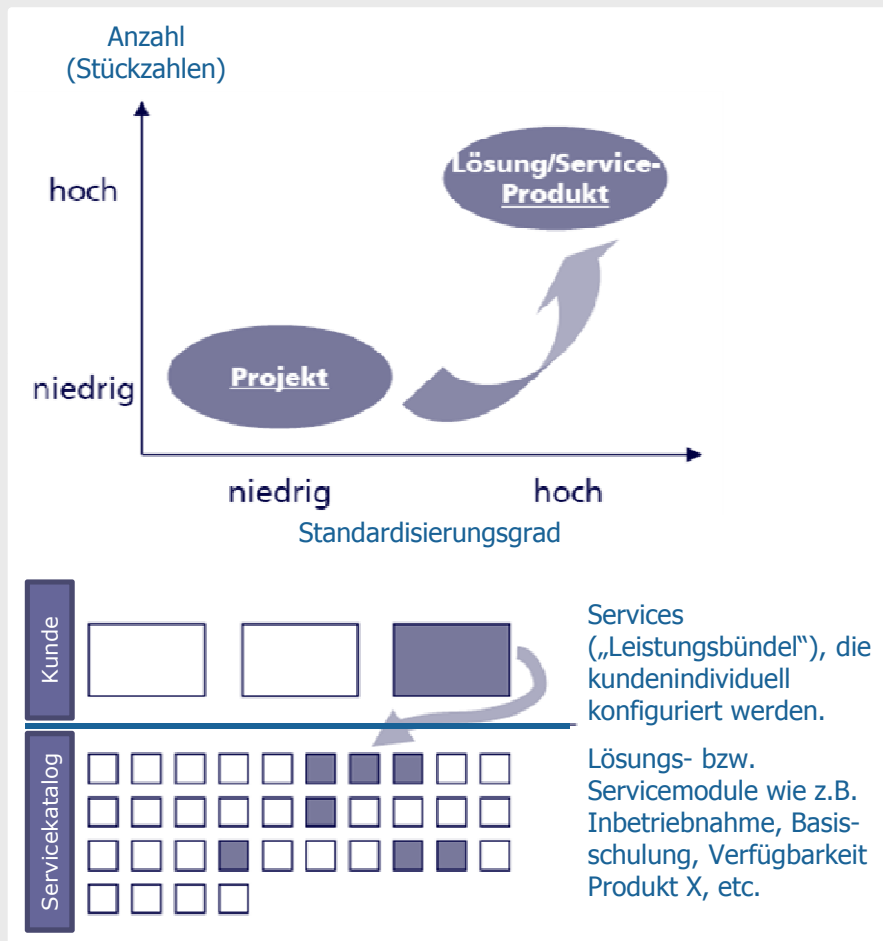 Anzahl
(Stückzahlen)
hoch
Lösung/Service-
Produkt
niedrig
Projekt
niedrig
hoch
Standardisierungsgrad
Kunde
Services
(„Leistungsbündel“), die
kundenindividuell
konfiguriert werden.
Servicekatalog
Lösungs- bzw.
Servicemodule wie z.B.
Inbetriebnahme, Basis-
schulung, Verfügbarkeit
Produkt X, etc.